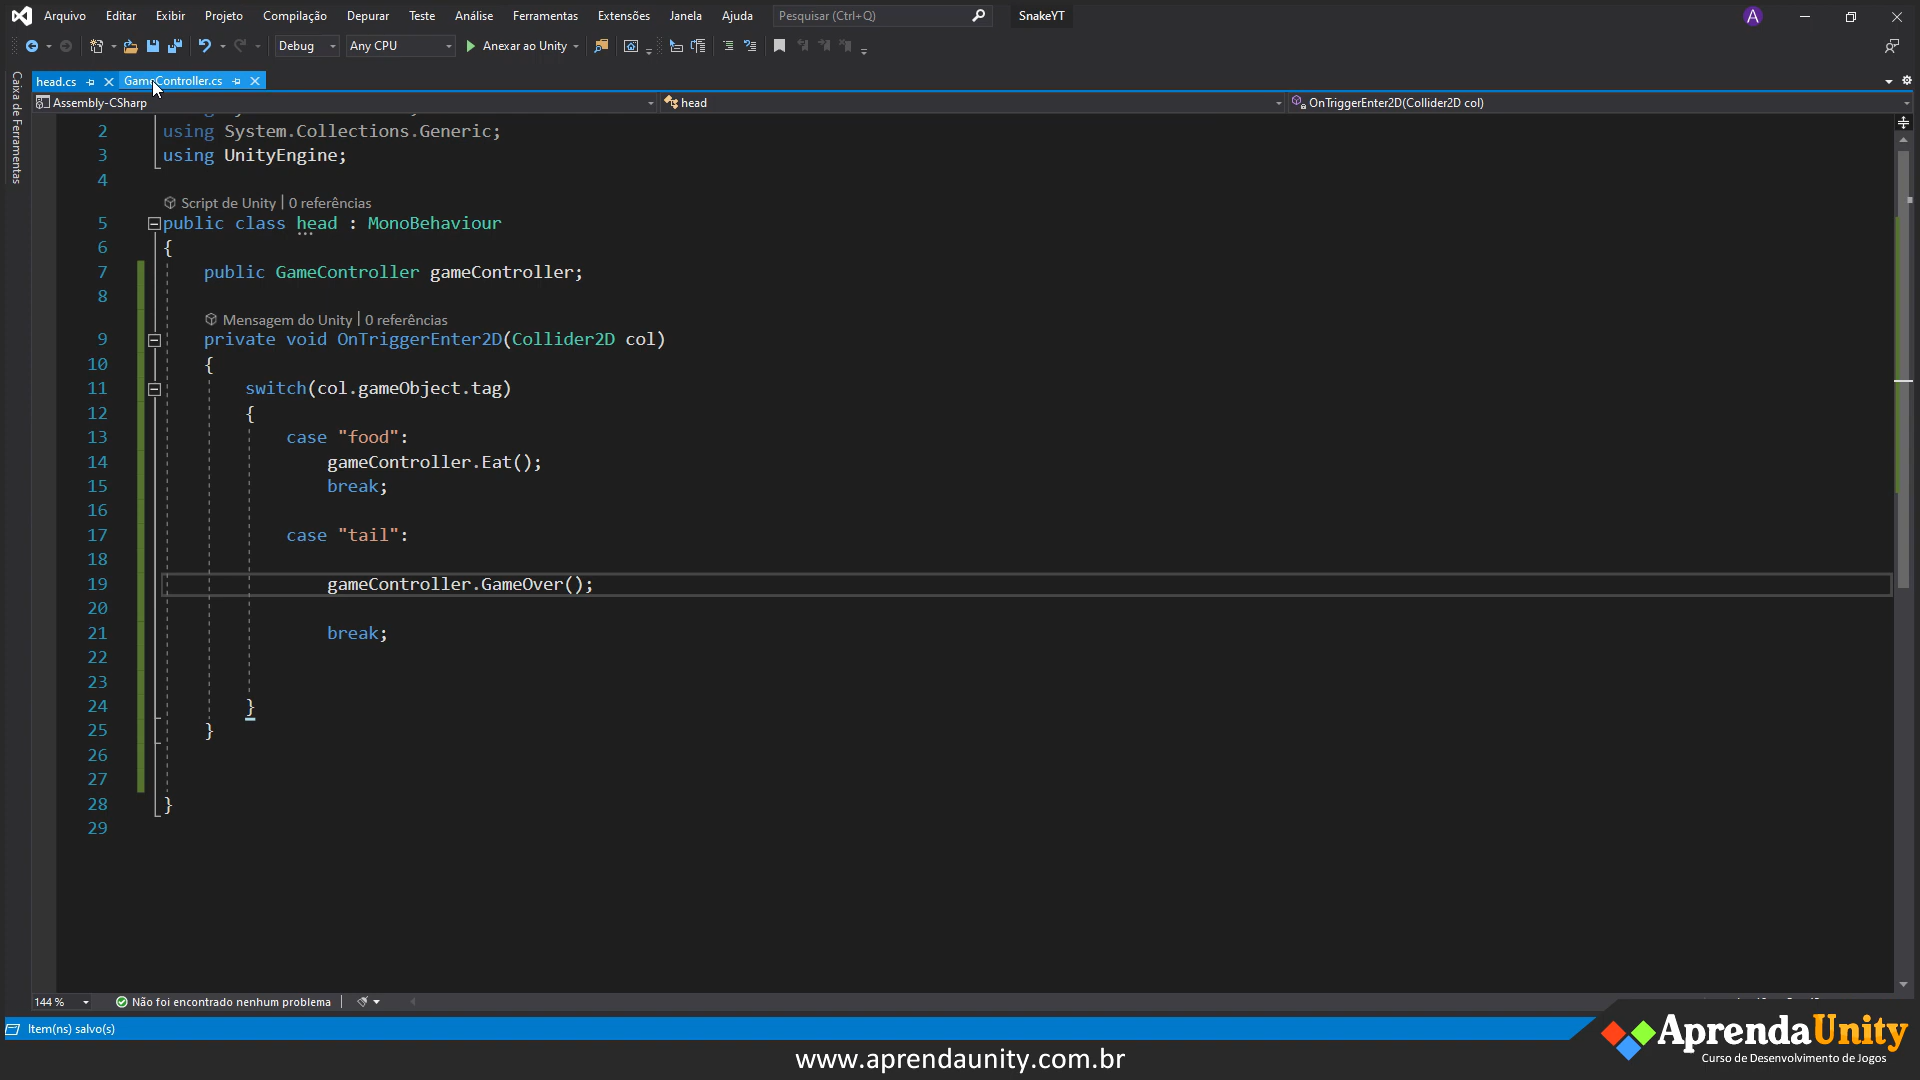 Arquivo Editar Exibir Projeto Compilação Depurar Teste Análise Ferramentas Extensões Janela Ajuda Pesquisar (Ctrl+Q) SnakeYT A
Debug Any CPU Anexar ao Unity
Caixa de Ferramentas
head.cs GameController.cs
Assembly-CSharp head OnTriggerEnter2D(Collider2D col)
2 using System.Collections.Generic;
3 using UnityEngine;
4
Script de Unity | 0 referências
5 public class head : MonoBehaviour
6 {
7 public GameController gameController;
8
Mensagem do Unity | 0 referências
9 private void OnTriggerEnter2D(Collider2D col)
10 {
11 switch(col.gameObject.tag)
12 {
13 case "food":
14 gameController.Eat();
15 break;
16
17 case "tail":
18
19 gameController.GameOver();
20
21 break;
22
23
24 }
25 }
26
27
28 }
29
144 % Não foi encontrado nenhum problema
Item(ns) salvo(s)
AprendaUnity
Curso de Desenvolvimento de Jogos
www.aprendaunity.com.br